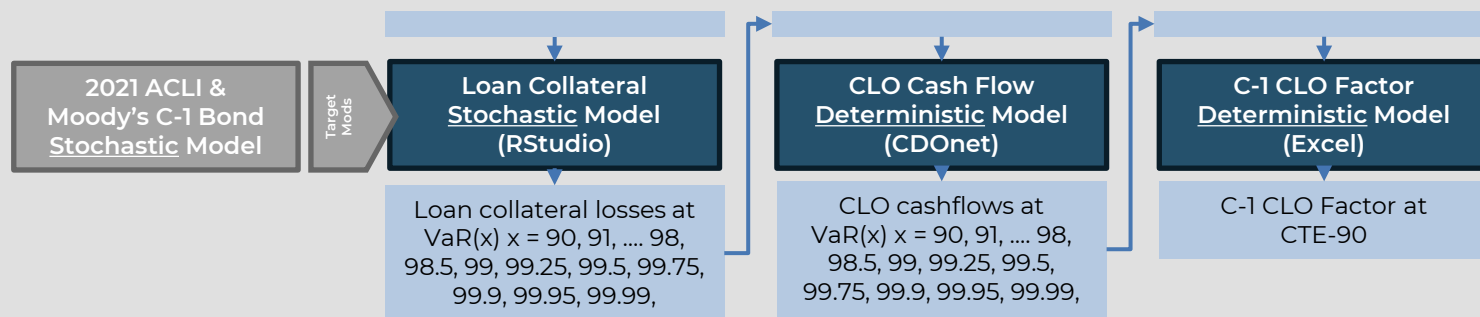 2021 ACLI &
Moody's C-1 Bond
Stochastic Model
Target
Mods
Loan Collateral
Stochastic Model
(RStudio)
Loan collateral losses at
VaR(x) x = 90, 91, .... 98,
98.5, 99, 99.25, 99.5, 99.75,
99.9, 99.95, 99.99,
CLO Cash Flow
Deterministic Model
(CDOnet)
CLO cashflows at
VaR(x) x = 90, 91, .... 98,
98.5, 99, 99.25, 99.5,
99.75, 99.9, 99.95, 99.99,
C-1 CLO Factor
Deterministic Model
(Excel)
C-1 CLO Factor at
CTE-90